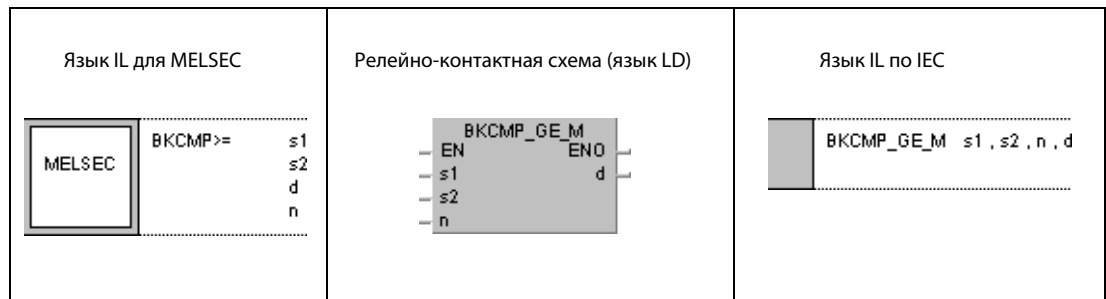 Язык IL для MELSEC
MELSEC
BKCMP>= s1
s2
d
n
Релейно-контактная схема (язык LD)
BKCMP_GE_M
EN ENO
s1 d
s2
n
Язык IL по IEC
BKCMP_GE_M s1 , s2 , n , d